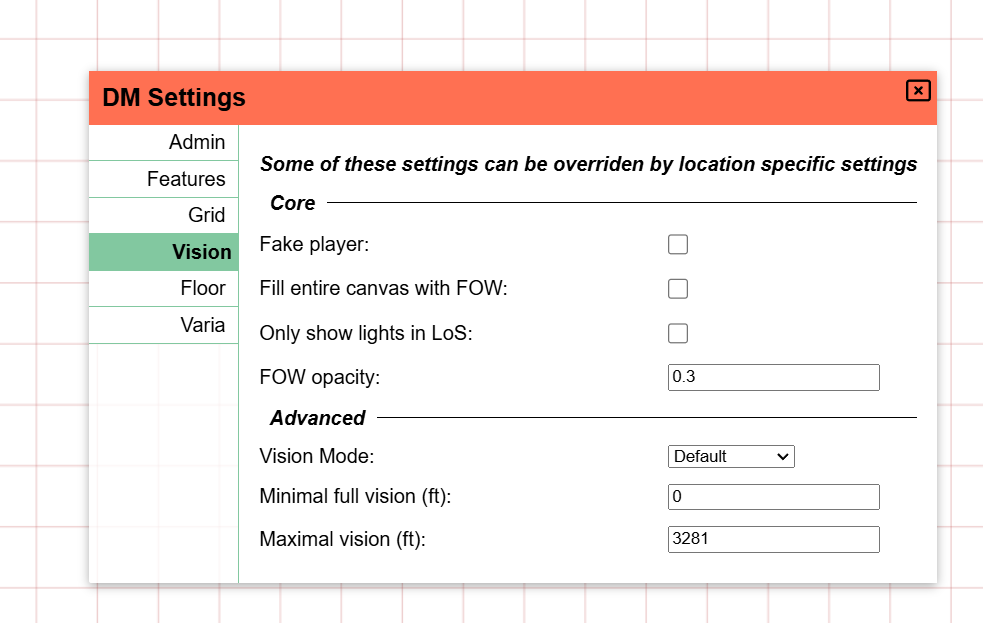 DM Settings
Admin
Features
Grid
Vision
Floor
Varia
Some of these settings can be overriden by location specific settings
Core
Fake player:
Fill entire canvas with FOW:
Only show lights in LoS:
FOW opacity: 0.3
Advanced
Vision Mode: Default
Minimal full vision (ft): 0
Maximal vision (ft): 3281